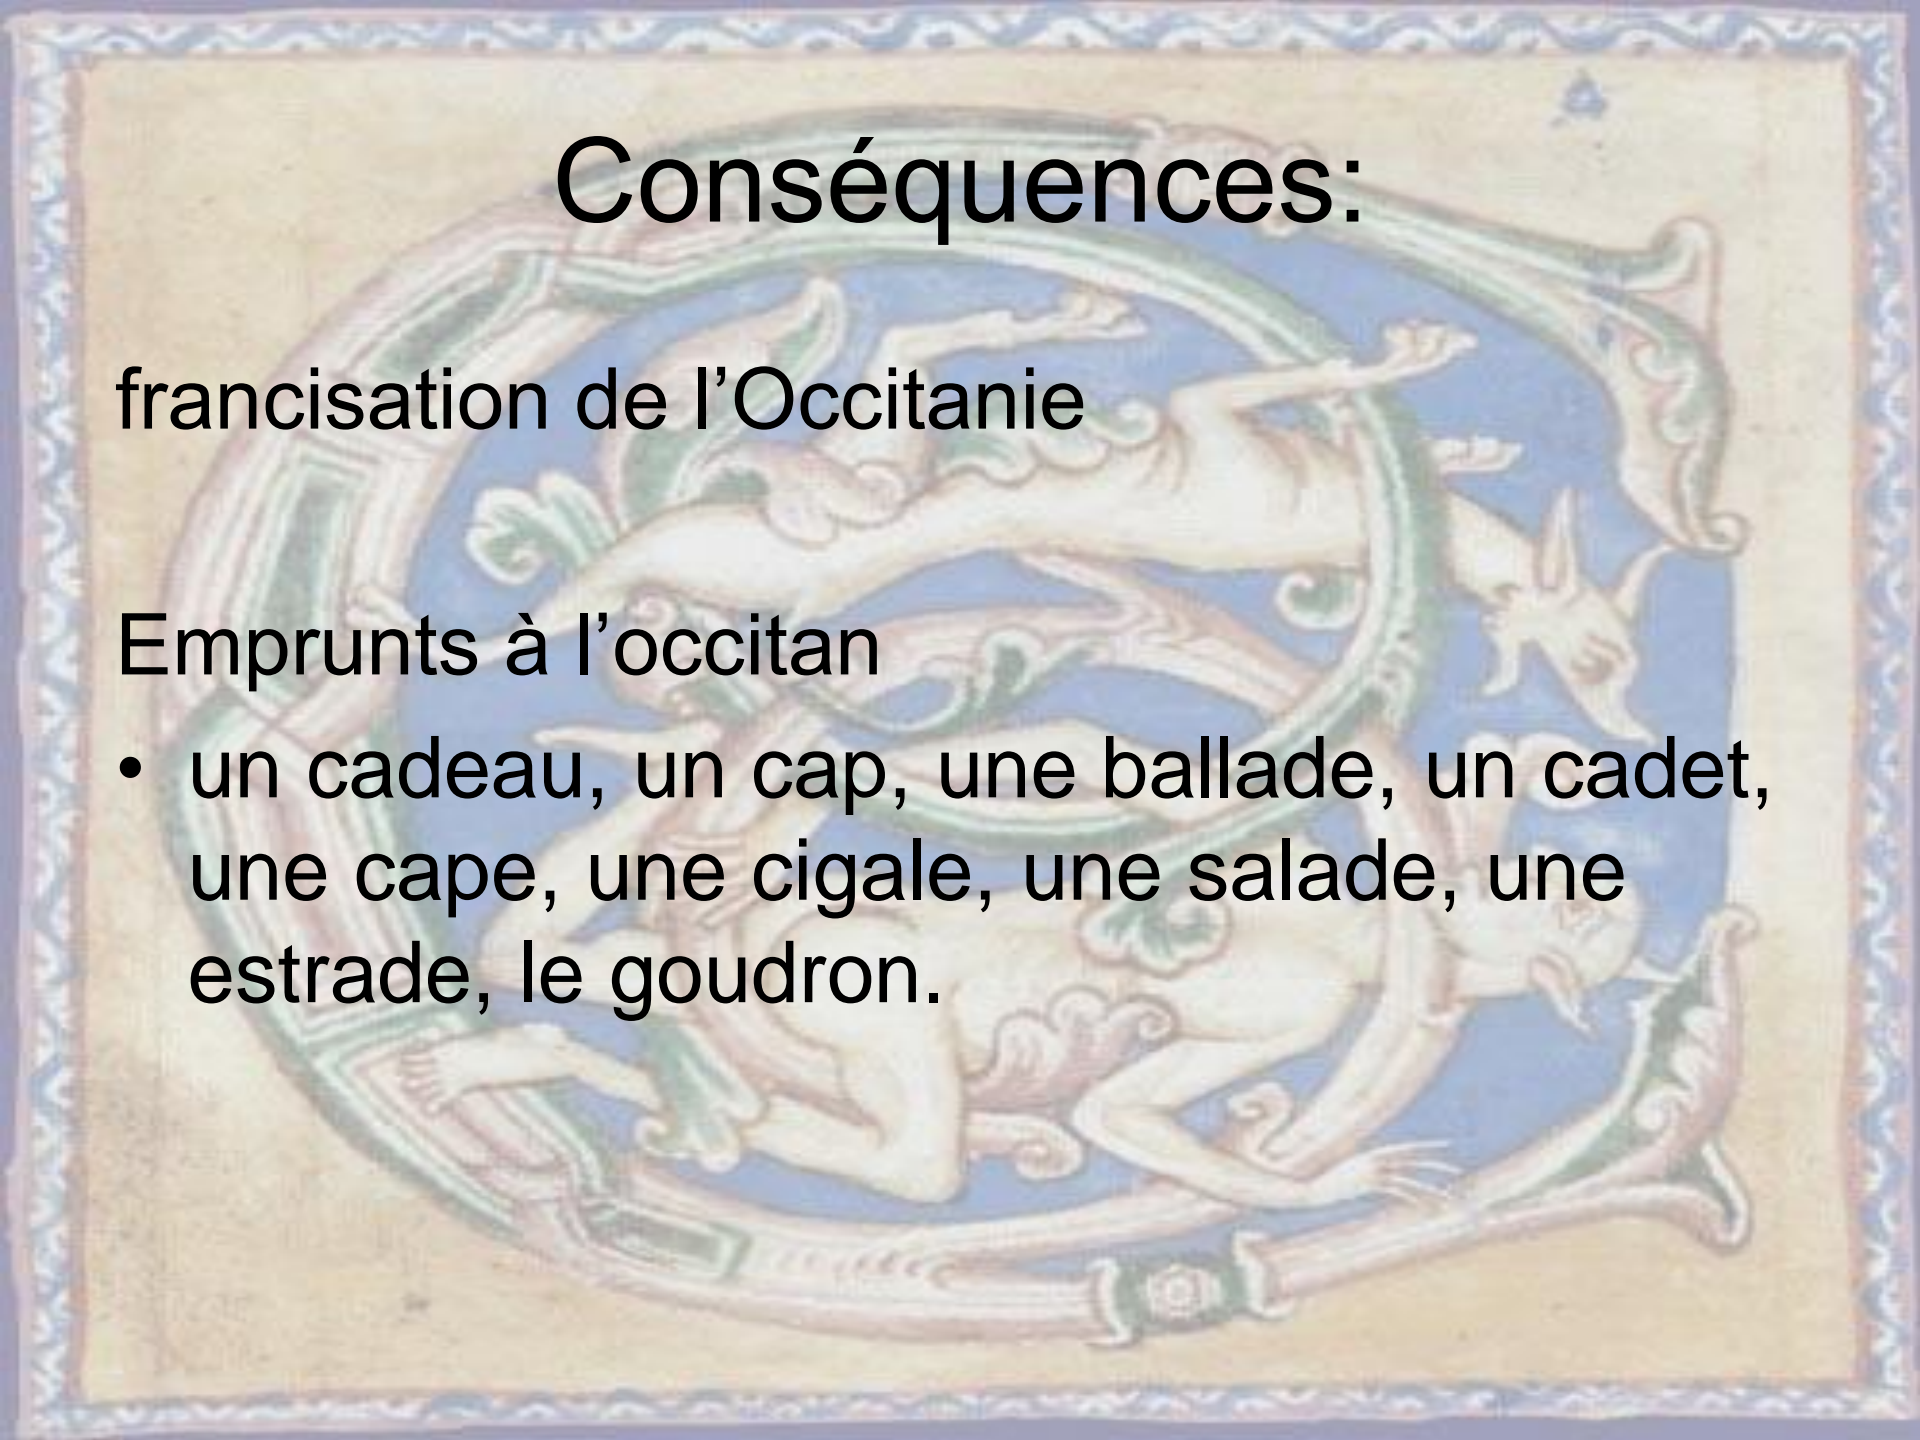 Conséquences:
francisation de l’Occitanie
Emprunts à l’occitan
• un cadeau, un cap, une ballade, un cadet,
une cape, une cigale, une salade, une
estrade, le goudron.